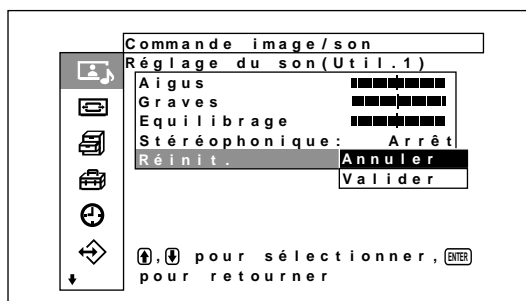 Commande image/son
Réglage du son(Util.1)
Aigus
Graves
Equilibrage
Stéréophonique: Arrêt
Réinit. Annuler
Valider
, pour sélectionner, ENTER
pour retourner